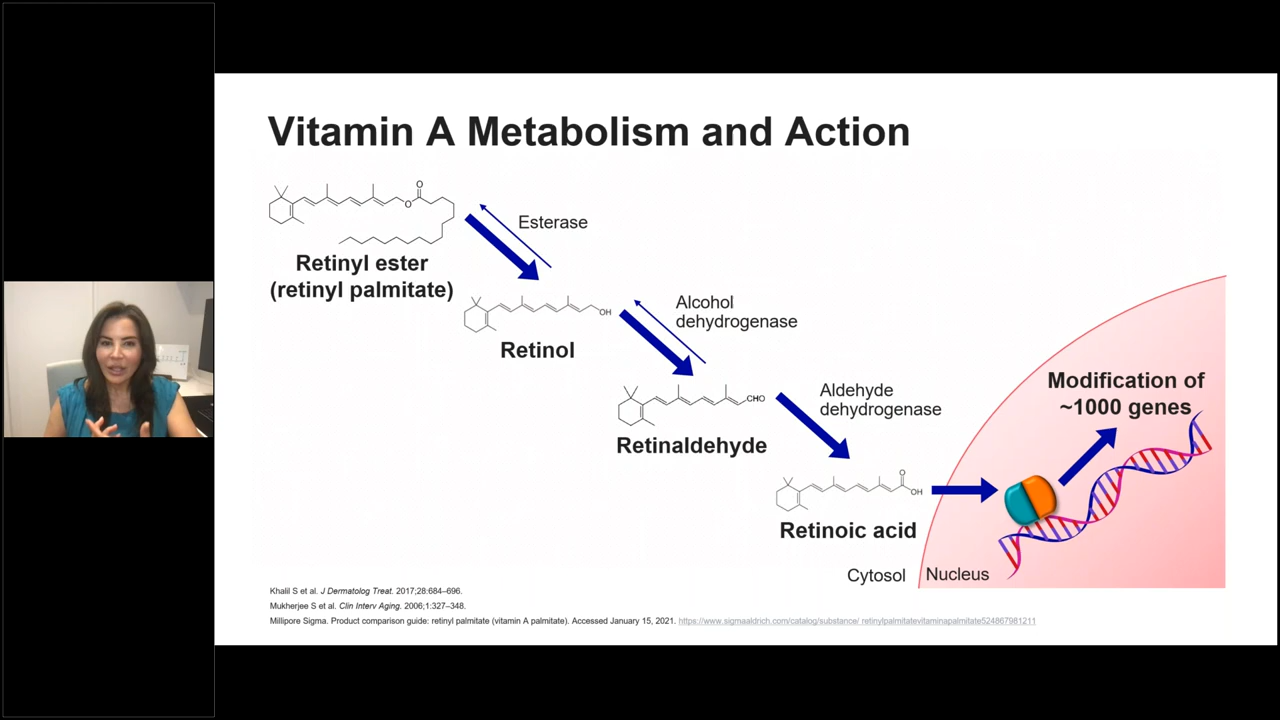 Vitamin A Metabolism and Action
O
O
Esterase
Retinyl ester
(retinyl palmitate)
OH
Retinol
Alcohol
dehydrogenase
CHO
Retinaldehyde
Aldehyde
dehydrogenase
O
OH
Retinoic acid
Modification of
~1000 genes
Cytosol
Nucleus
Khalil S et al. J Dermatolog Treat. 2017;28:684–696.
Mukherjee S et al. Clin Interv Aging. 2006;1:327–348.
Millipore Sigma. Product comparison guide: retinyl palmitate (vitamin A palmitate). Accessed January 15, 2021. https://www.sigmaaldrich.com/catalog/substance/ retinylpalmitatevitaminapalmitate524867981211